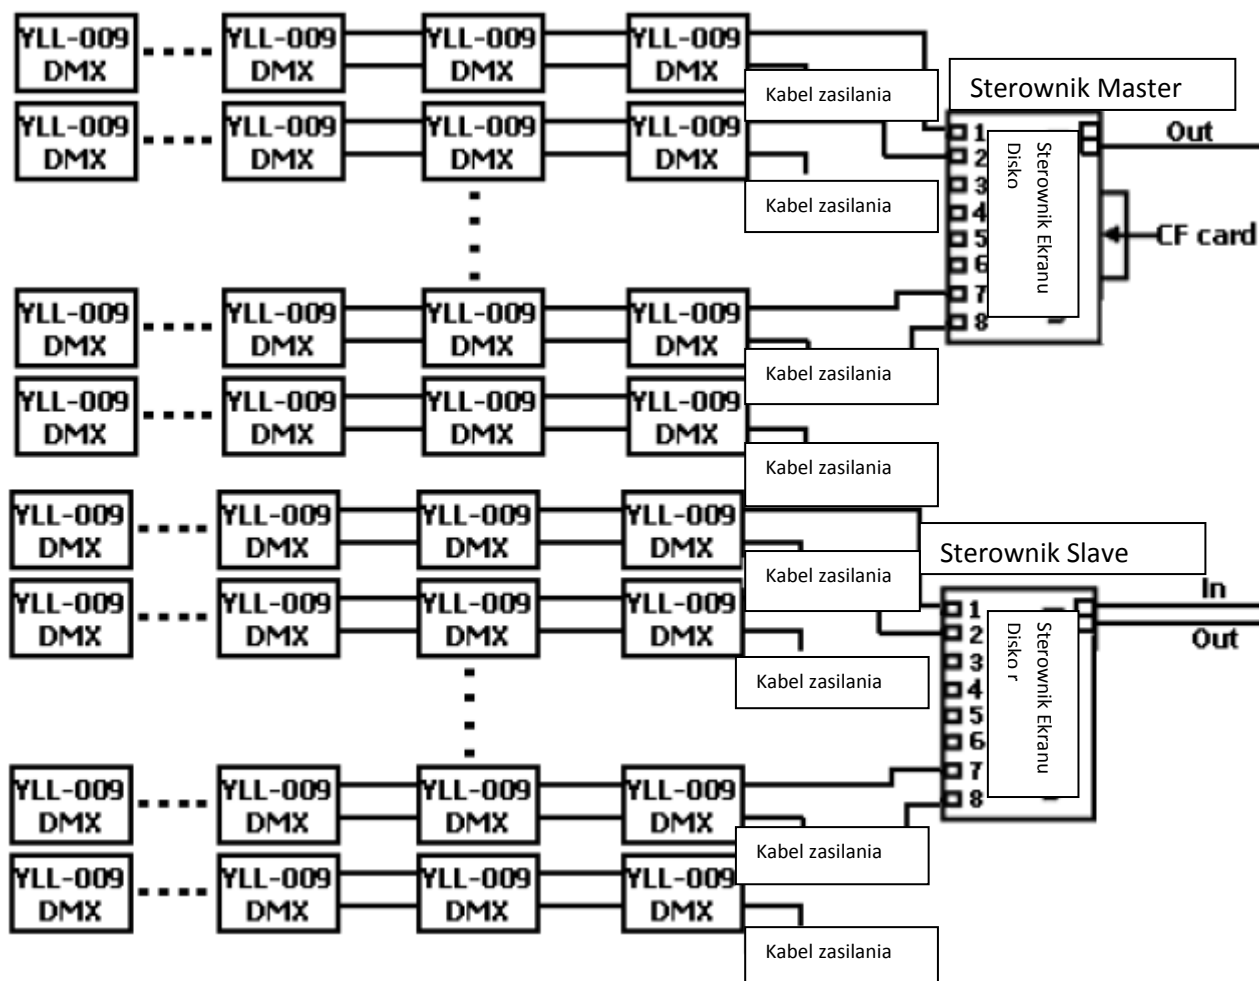 YLL-009
DMX
YLL-009
DMX
YLL-009
DMX
YLL-009
DMX
Kabel zasilania
YLL-009
DMX
YLL-009
DMX
YLL-009
DMX
YLL-009
DMX
Kabel zasilania
YLL-009
DMX
YLL-009
DMX
YLL-009
DMX
YLL-009
DMX
Kabel zasilania
YLL-009
DMX
YLL-009
DMX
YLL-009
DMX
YLL-009
DMX
Kabel zasilania
Sterownik Master
1
2
3
4
5
6
7
8
Sterownik Ekranu
Disko
Out
CF card
YLL-009
DMX
YLL-009
DMX
YLL-009
DMX
YLL-009
DMX
Kabel zasilania
YLL-009
DMX
YLL-009
DMX
YLL-009
DMX
YLL-009
DMX
Kabel zasilania
YLL-009
DMX
YLL-009
DMX
YLL-009
DMX
YLL-009
DMX
Kabel zasilania
YLL-009
DMX
YLL-009
DMX
YLL-009
DMX
YLL-009
DMX
Kabel zasilania
Sterownik Slave
1
2
3
4
5
6
7
8
Sterownik Ekranu
Disko r
In
Out